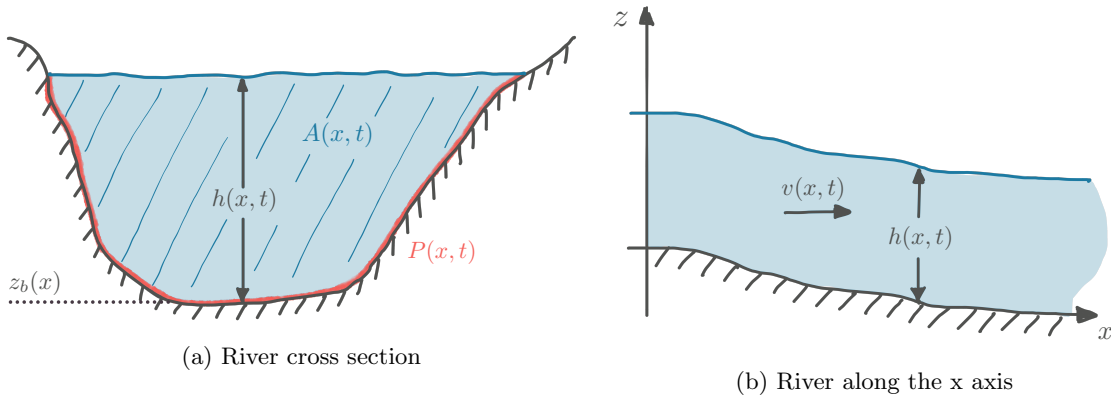 A(x, t)
h(x, t)
P(x, t)
z_b(x)
(a) River cross section
z
v(x, t)
h(x, t)
x
(b) River along the x axis